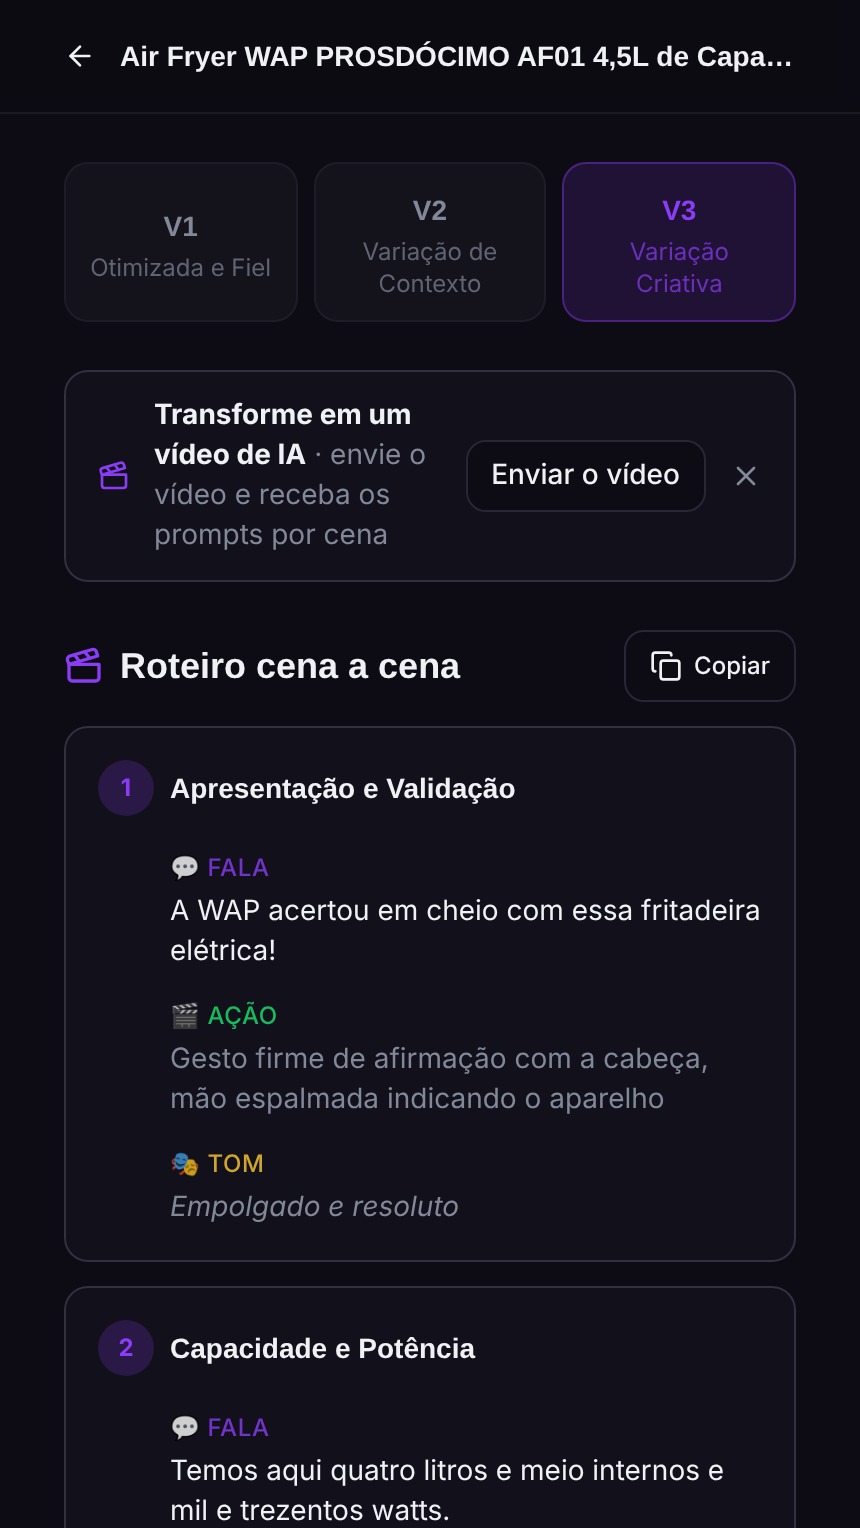 Air Fryer WAP PROSDÓCIMO AF01 4,5L de Capa...
V1
Otimizada e Fiel
V2
Variação de
Contexto
V3
Variação
Criativa
Transforme em um
vídeo de IA · envie o
vídeo e receba os
prompts por cena
Enviar o vídeo
Roteiro cena a cena
Copiar
1
Apresentação e Validação
💬 FALA
A WAP acertou em cheio com essa fritadeira
elétrica!
🎬 AÇÃO
Gesto firme de afirmação com a cabeça,
mão espalmada indicando o aparelho
🎭 TOM
Empolgado e resoluto
2
Capacidade e Potência
💬 FALA
Temos aqui quatro litros e meio internos e
mil e trezentos watts.